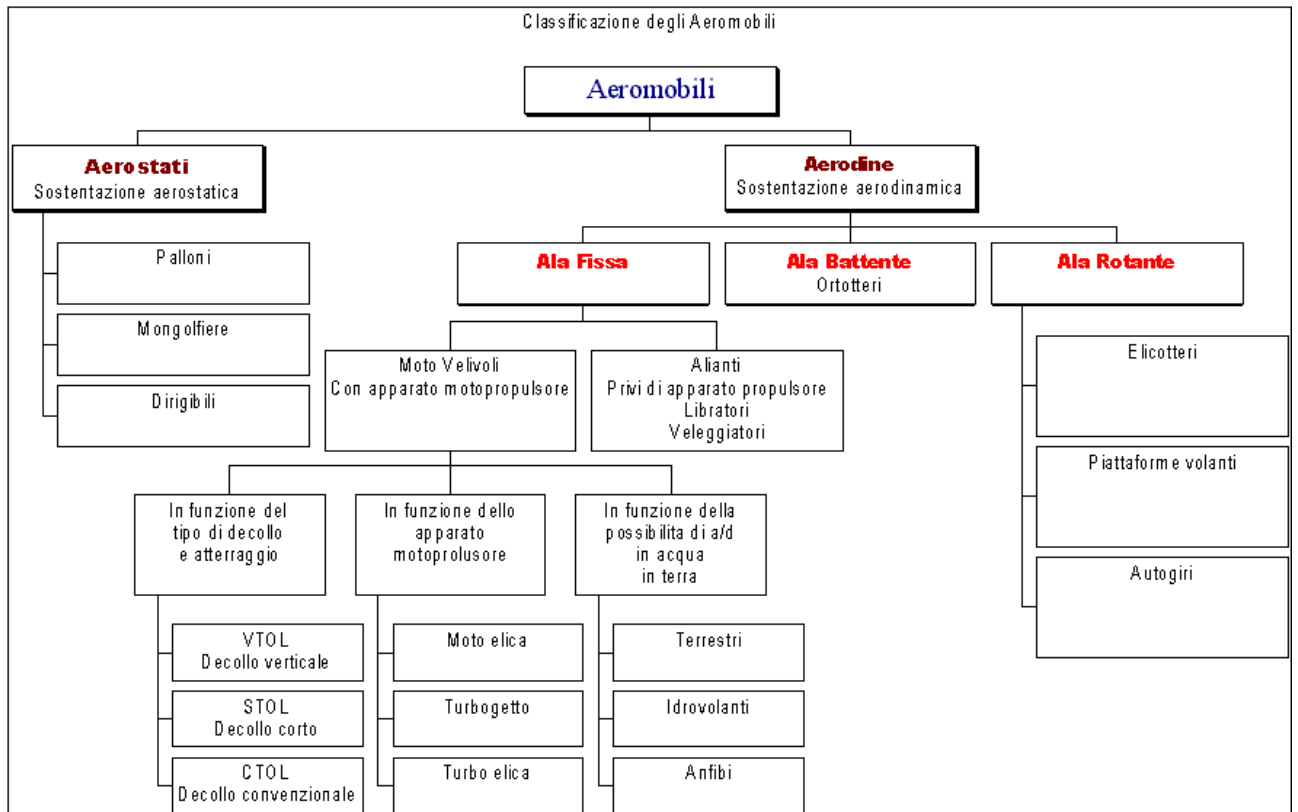 Classificazione degli Aeromobili
Aeromobili
Aerostati
Sostentazione aerostatica
Aerodine
Sostentazione aerodinamica
Palloni
Mongolfiere
Dirigibili
Ala Fissa
Ala Battente
Ortotteri
Ala Rotante
Moto Velivoli
Con apparato motopropulsore
Alianti
Privi di apparato propulsore
Libratori
Veleggiatori
Elicotteri
Piattaforme volanti
Autogiri
In funzione del
tipo di decollo
e atterraggio
In funzione dello
apparato
motoprolusore
In funzione della
possibilita di a/d
in acqua
in terra
VTOL
Decollo verticale
STOL
Decollo corto
CTOL
Decollo convenzionale
Moto elica
Turbogetto
Turbo elica
Terrestri
Idrovolanti
Anfibi